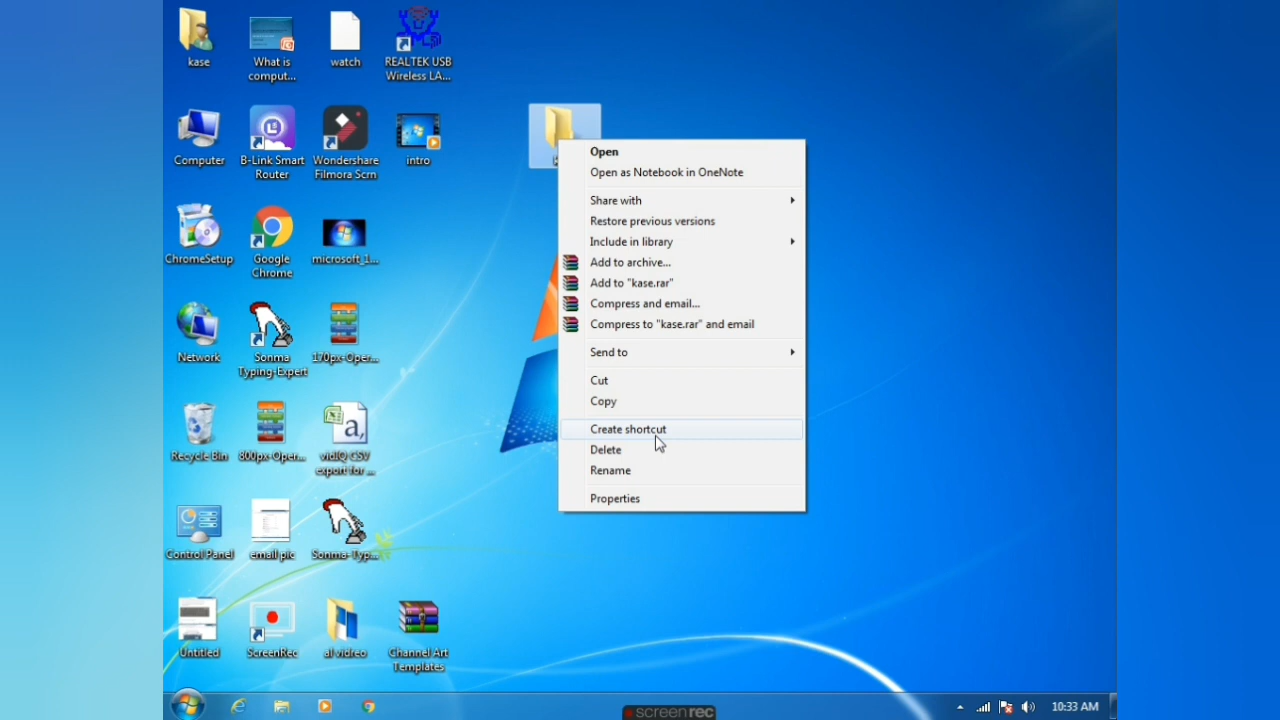 kase
What is
comput...
watch
REALTEK USB
Wireless LA...
Computer
B-Link Smart
Router
Wondershare
Filmora Scrn
intro
ChromeSetup
Google
Chrome
microsoft_1...
Network
Sonma
Typing-Expert
170px-Oper...
Recycle Bin
800px-Oper...
vidIQ CSV
export for ...
Control Panel
email pic
Sonma-Typ...
Untitled
ScreenRec
al vidreo
Channel Art
Templates
Open
Open as Notebook in OneNote
Share with
Restore previous versions
Include in library
Add to archive...
Add to "kase.rar"
Compress and email...
Compress to "kase.rar" and email
Send to
Cut
Copy
Create shortcut
Delete
Rename
Properties
screenrec
10:33 AM